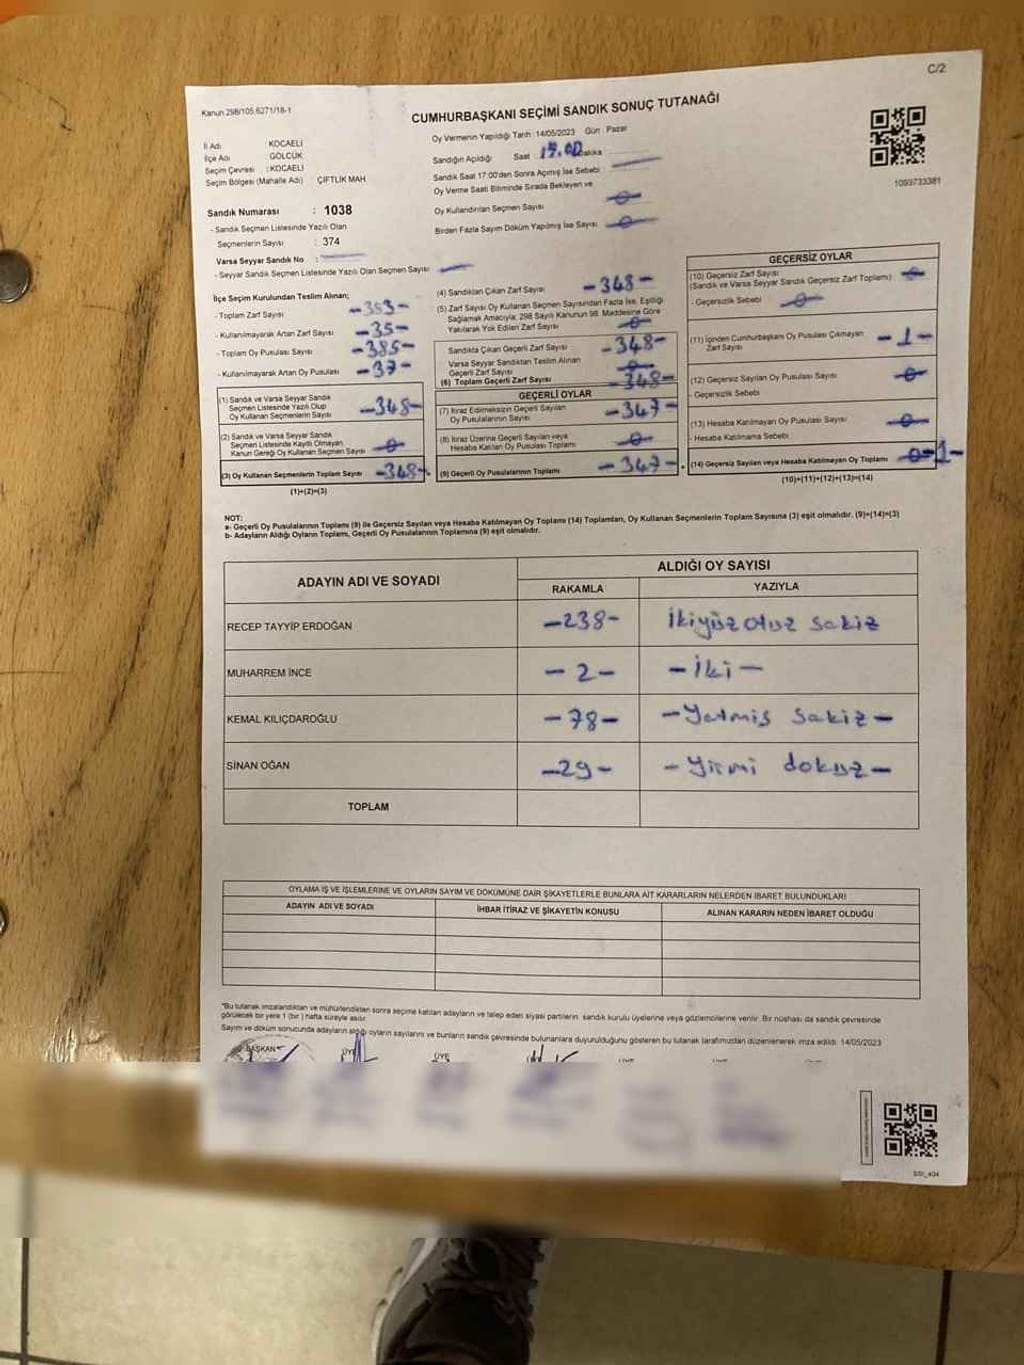 C/2
Kanun 298/105,6271/18-1
CUMHURBAŞKANI SEÇİMİ SANDIK SONUÇ TUTANAĞI
1093733381
İl Adı KOCAELİ
İlçe Adı GÖLCÜK
Seçim Çevresi : KOCAELİ
Seçim Bölgesi (Mahalle Adı) ÇİFTLİK MAH
Sandık Numarası : 1038
- Sandık Seçmen Listesinde Yazılı Olan
Seçmenlerin Sayısı : 374
Varsa Seyyar Sandık No :
- Seyyar Sandık Seçmen Listesinde Yazılı Olan Seçmen Sayısı
Oy Vermenin Yapıldığı Tarih : 14/05/2023 Gün : Pazar
Sandığın Açıldığı Saat 17.00 Dakika
Sandık Saat 17:00'den Sonra Açılmış İse Sebebi
Oy Verme Saati Bitiminde Sırada Bekleyen ve
Oy Kullandırılan Seçmen Sayısı -0-
Birden Fazla Sayım Döküm Yapılmış İse Sayısı -0-
İlçe Seçim Kurulundan Teslim Alınan;
- Toplam Zarf Sayısı -383-
- Kullanılmayarak Artan Zarf Sayısı -35-
- Toplam Oy Pusulası Sayısı -385-
- Kullanılmayarak Artan Oy Pusulası -37-
(1) Sandık ve Varsa Seyyar Sandık
Seçmen Listesinde Yazılı Olup
Oy Kullanan Seçmenlerin Sayısı -348-
(2) Sandık ve Varsa Seyyar Sandık
Seçmen Listesinde Kayıtlı Olmayan
Kanun Gereği Oy Kullanan Seçmen Sayısı -0-
(3) Oy Kullanan Seçmenlerin Toplam Sayısı -348-
(1)+(2)=(3)
(4) Sandıktan Çıkan Zarf Sayısı -348-
(5) Zarf Sayısı Oy Kullanan Seçmen Sayısından Fazla İse, Eşitliği
Sağlamak Amacıyla; 298 Sayılı Kanunun 98. Maddesine Göre
Yakılarak Yok Edilen Zarf Sayısı -0-
Sandıkta Çıkan Geçerli Zarf Sayısı -348-
Varsa Seyyar Sandıktan Teslim Alınan
Geçerli Zarf Sayısı -0-
(6) Toplam Geçerli Zarf Sayısı -348-
GEÇERLİ OYLAR
(7) İtiraz Edilmeksizin Geçerli Sayılan
Oy Pusulalarının Sayısı -347-
(8) İtiraz Üzerine Geçerli Sayılan veya
Hesaba Katılan Oy Pusulası Toplamı -0-
(9) Geçerli Oy Pusulalarının Toplamı -347-
GEÇERSİZ OYLAR
(10) Geçersiz Zarf Sayısı
(Sandık ve Varsa Seyyar Sandık Geçersiz Zarf Toplamı) -0-
- Geçersizlik Sebebi -0-
(11) İçinden Cumhurbaşkanı Oy Pusulası Çıkmayan
Zarf Sayısı -1-
(12) Geçersiz Sayılan Oy Pusulası Sayısı -0-
- Geçersizlik Sebebi
(13) Hesaba Katılmayan Oy Pusulası Sayısı -0-
- Hesaba Katılmama Sebebi
(14) Geçersiz Sayılan veya Hesaba Katılmayan Oy Toplamı -0-1-
(10)+(11)+(12)+(13)=(14)
NOT:
a- Geçerli Oy Pusulalarının Toplamı (9) ile Geçersiz Sayılan veya Hesaba Katılmayan Oy Toplamı (14) Toplamları, Oy Kullanan Seçmenlerin Toplam Sayısına (3) eşit olmalıdır. (9)+(14)=(3)
b- Adayların Aldığı Oyların Toplamı, Geçerli Oy Pusulalarının Toplamına (9) eşit olmalıdır.
ADAYIN ADI VE SOYADI ALDIĞI OY SAYISI
RAKAMLA YAZIYLA
RECEP TAYYİP ERDOĞAN -238- İkiyüz otuz sakiz
MUHARREM İNCE -2- -İki-
KEMAL KILIÇDAROĞLU -78- -Yetmiş sakiz-
SİNAN OĞAN -29- -Yirmi dokuz-
TOPLAM
OYLAMA İŞ VE İŞLEMLERİNE VE OYLARIN SAYIM VE DÖKÜMÜNE DAİR ŞİKAYETLERLE BUNLARA AİT KARARLARIN NELERDEN İBARET BULUNDUKLARI
ADAYIN ADI VE SOYADI İHBAR İTİRAZ VE ŞİKAYETİN KONUSU ALINAN KARARIN NEDEN İBARET OLDUĞU
*Bu tutanak imzalandıktan ve mühürlendikten sonra seçime katılan adayların ve talep eden siyasi partilerin sandık kurulu üyelerine veya gözlemcilerine verilir. Bir nüshası da sandık çevresinde
görülecek bir yere 1 (bir) hafta süreyle asılır.
Sayım ve döküm sonucunda adayların aldığı oyların sayılarını ve bunların sandık çevresinde bulunanlara duyurulduğunu gösteren bu tutanak tarafımızdan düzenlenerek imza edildi. 14/05/2023
BAŞKAN ÜYE ÜYE
SSI_404